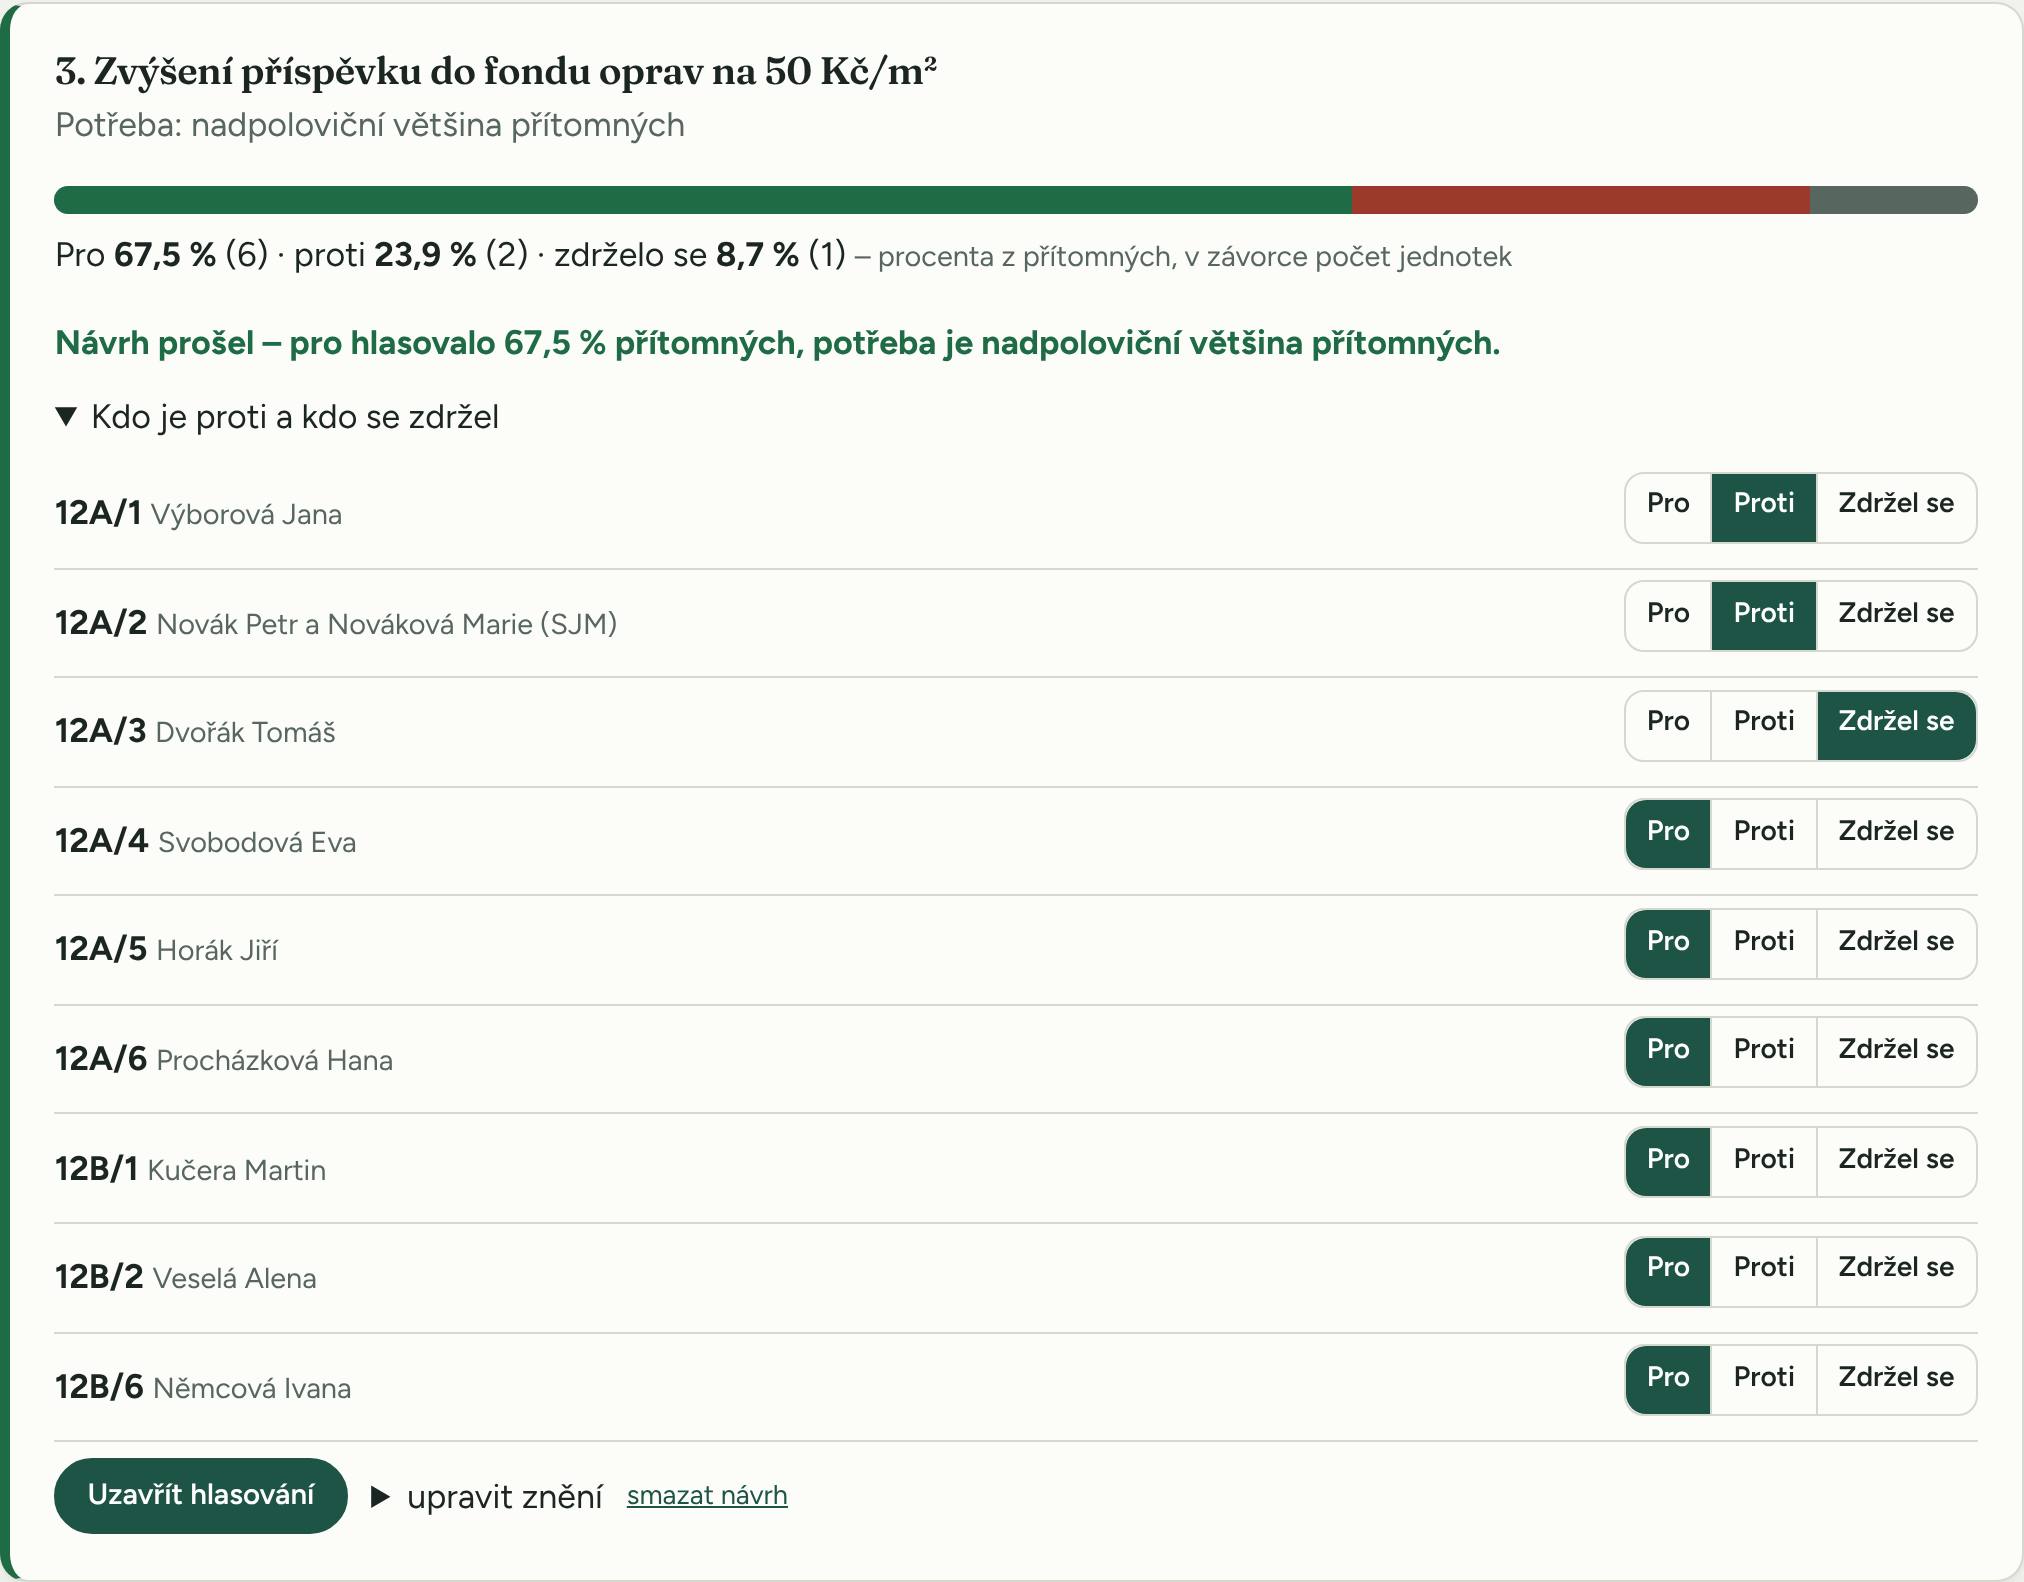 3. Zvýšení příspěvku do fondu oprav na 50 Kč/m²
Potřeba: nadpoloviční většina přítomných
Pro 67,5 % (6) · proti 23,9 % (2) · zdrželo se 8,7 % (1) – procenta z přítomných, v závorce počet jednotek
Návrh prošel – pro hlasovalo 67,5 % přítomných, potřeba je nadpoloviční většina přítomných.
▼ Kdo je proti a kdo se zdržel
12A/1 Výborová Jana Pro Proti Zdržel se
12A/2 Novák Petr a Nováková Marie (SJM) Pro Proti Zdržel se
12A/3 Dvořák Tomáš Pro Proti Zdržel se
12A/4 Svobodová Eva Pro Proti Zdržel se
12A/5 Horák Jiří Pro Proti Zdržel se
12A/6 Procházková Hana Pro Proti Zdržel se
12B/1 Kučera Martin Pro Proti Zdržel se
12B/2 Veselá Alena Pro Proti Zdržel se
12B/6 Němcová Ivana Pro Proti Zdržel se
Uzavřít hlasování ▶ upravit znění smazat návrh